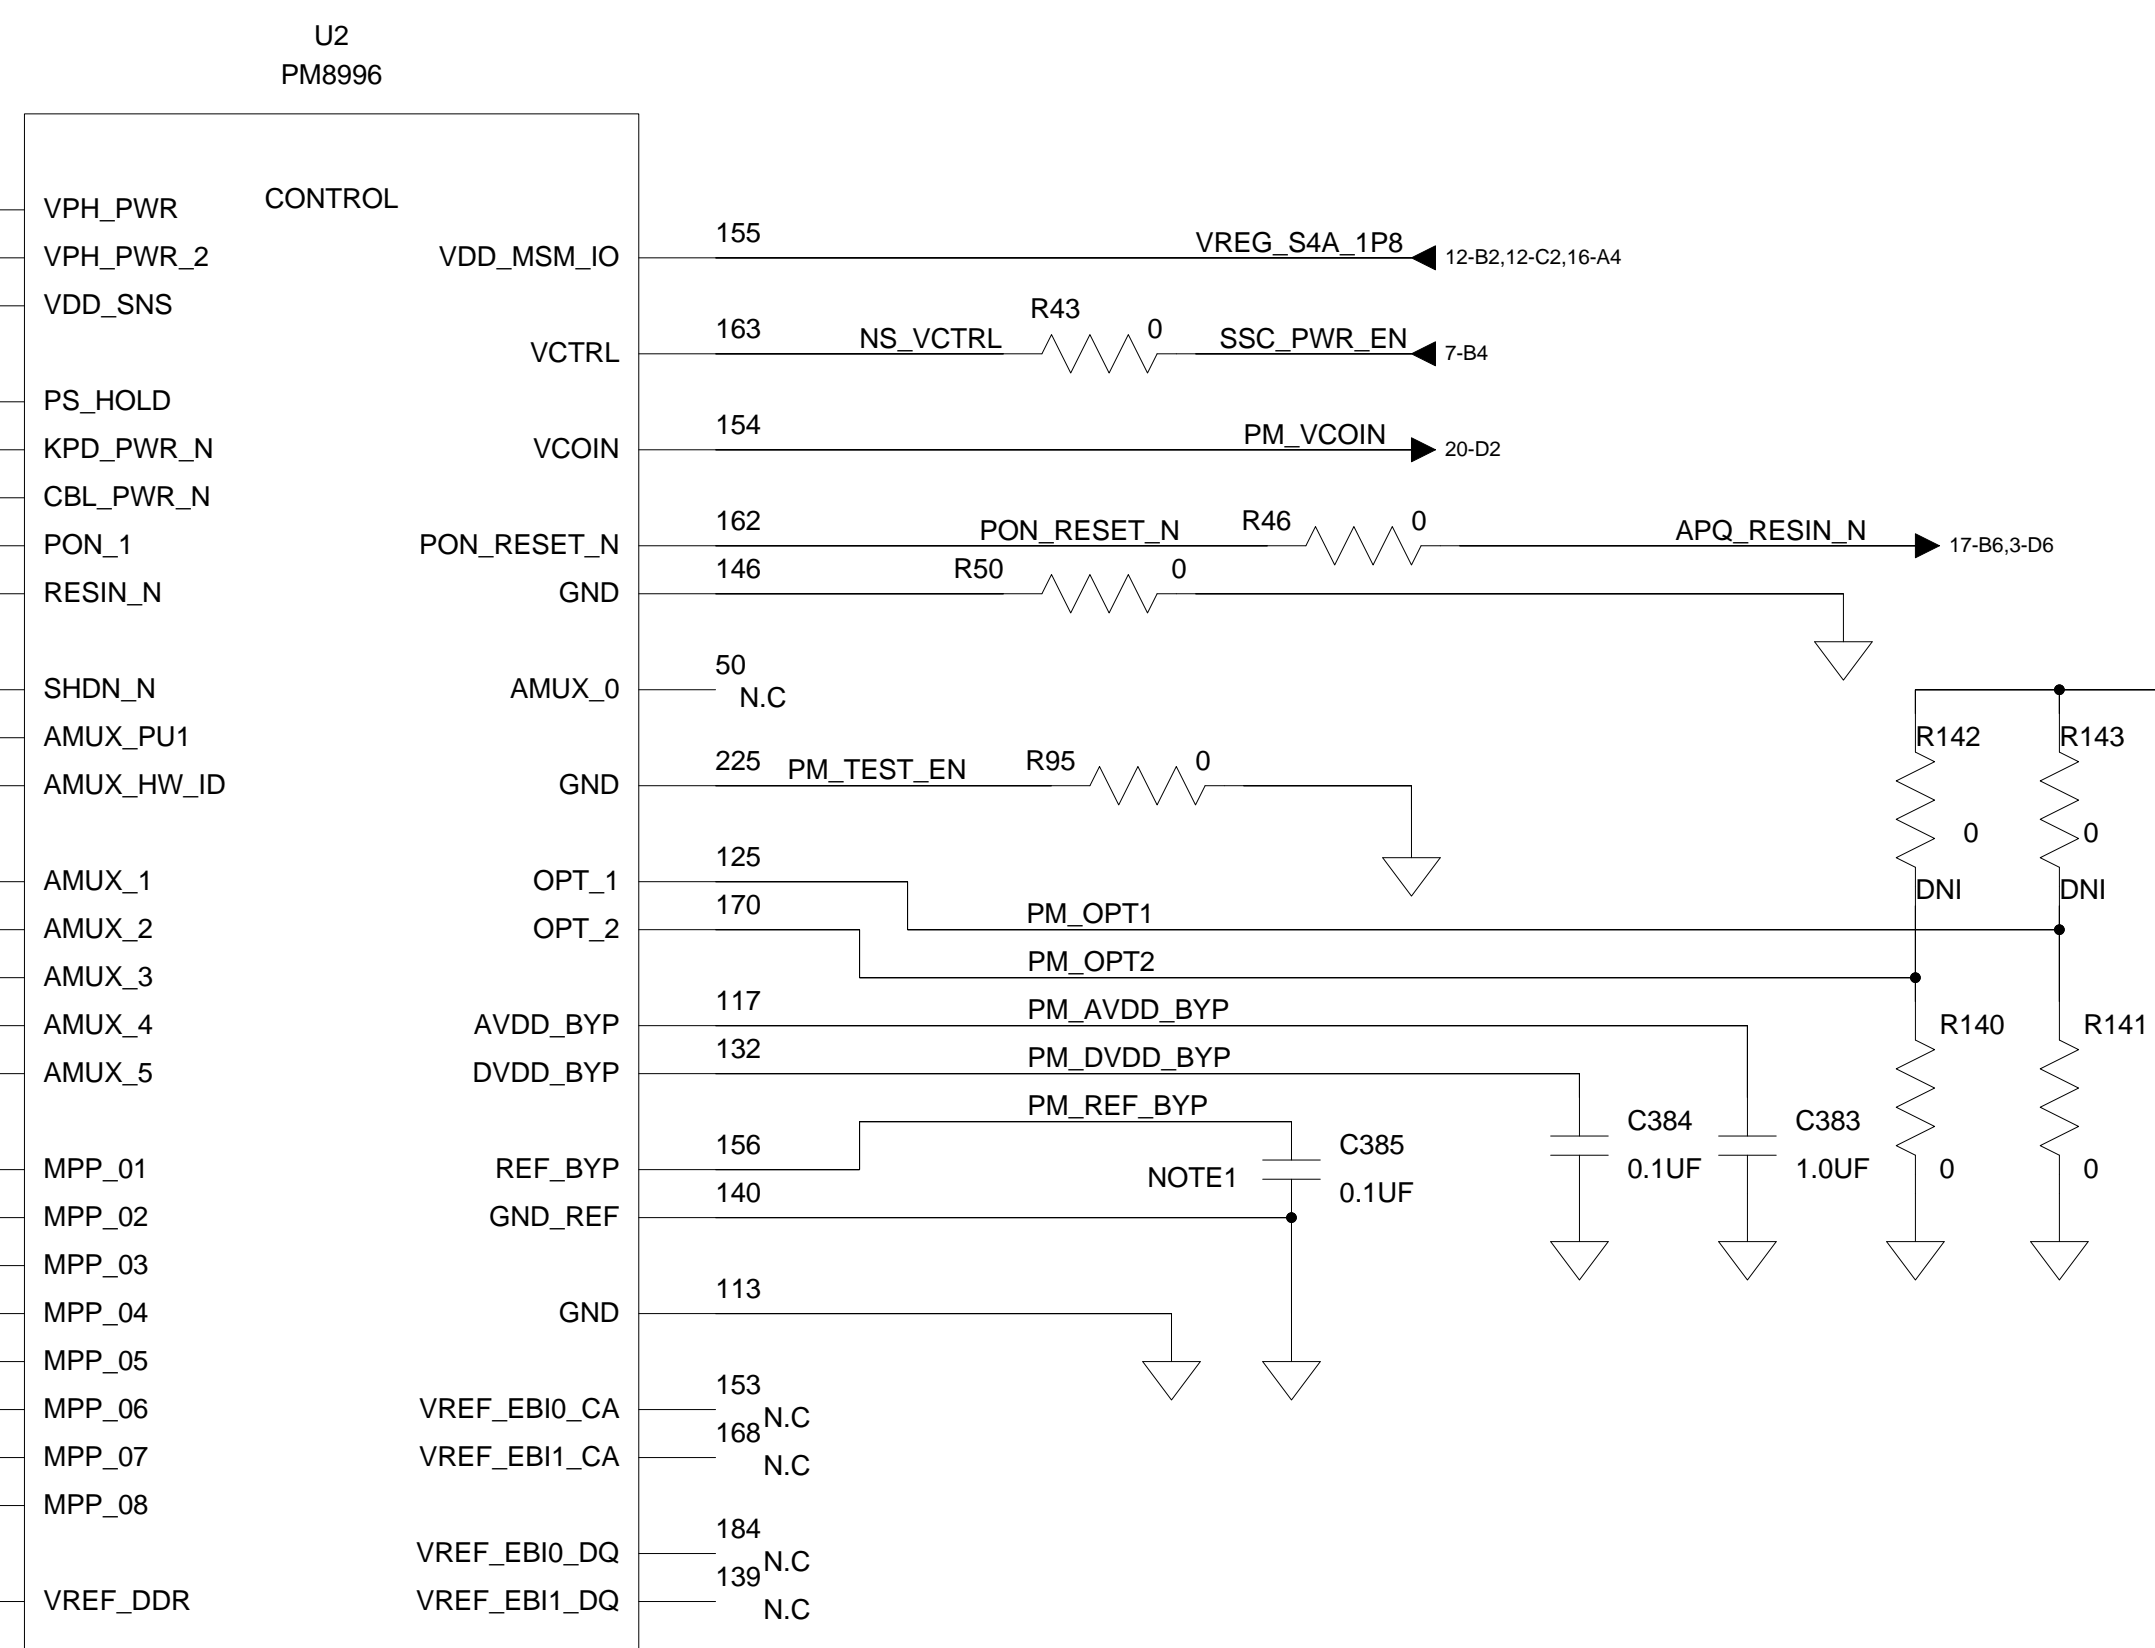 U2
PM8996
CONTROL
VPH_PWR
VPH_PWR_2
VDD_SNS
PS_HOLD
KPD_PWR_N
CBL_PWR_N
PON_1
RESIN_N
SHDN_N
AMUX_PU1
AMUX_HW_ID
AMUX_1
AMUX_2
AMUX_3
AMUX_4
AMUX_5
MPP_01
MPP_02
MPP_03
MPP_04
MPP_05
MPP_06
MPP_07
MPP_08
VREF_DDR
VDD_MSM_IO 155 VREG_S4A_1P8 12-B2,12-C2,16-A4
R43
VCTRL 163 NS_VCTRL 0 SSC_PWR_EN 7-B4
VCOIN 154 PM_VCOIN 20-D2
PON_RESET_N 162 PON_RESET_N R46 0 APQ_RESIN_N 17-B6,3-D6
GND 146 R50 0
AMUX_0 50 N.C
GND 225 PM_TEST_EN R95 0
OPT_1 125 PM_OPT1
OPT_2 170 PM_OPT2
AVDD_BYP 117 PM_AVDD_BYP
DVDD_BYP 132 PM_DVDD_BYP
REF_BYP 156 PM_REF_BYP
GND_REF 140
GND 113
VREF_EBI0_CA 153 N.C
VREF_EBI1_CA 168 N.C
VREF_EBI0_DQ 184 N.C
VREF_EBI1_DQ 139 N.C
R142
0
DNI
R143
0
DNI
R140
0
R141
0
NOTE1
C385
0.1UF
C384
0.1UF
C383
1.0UF